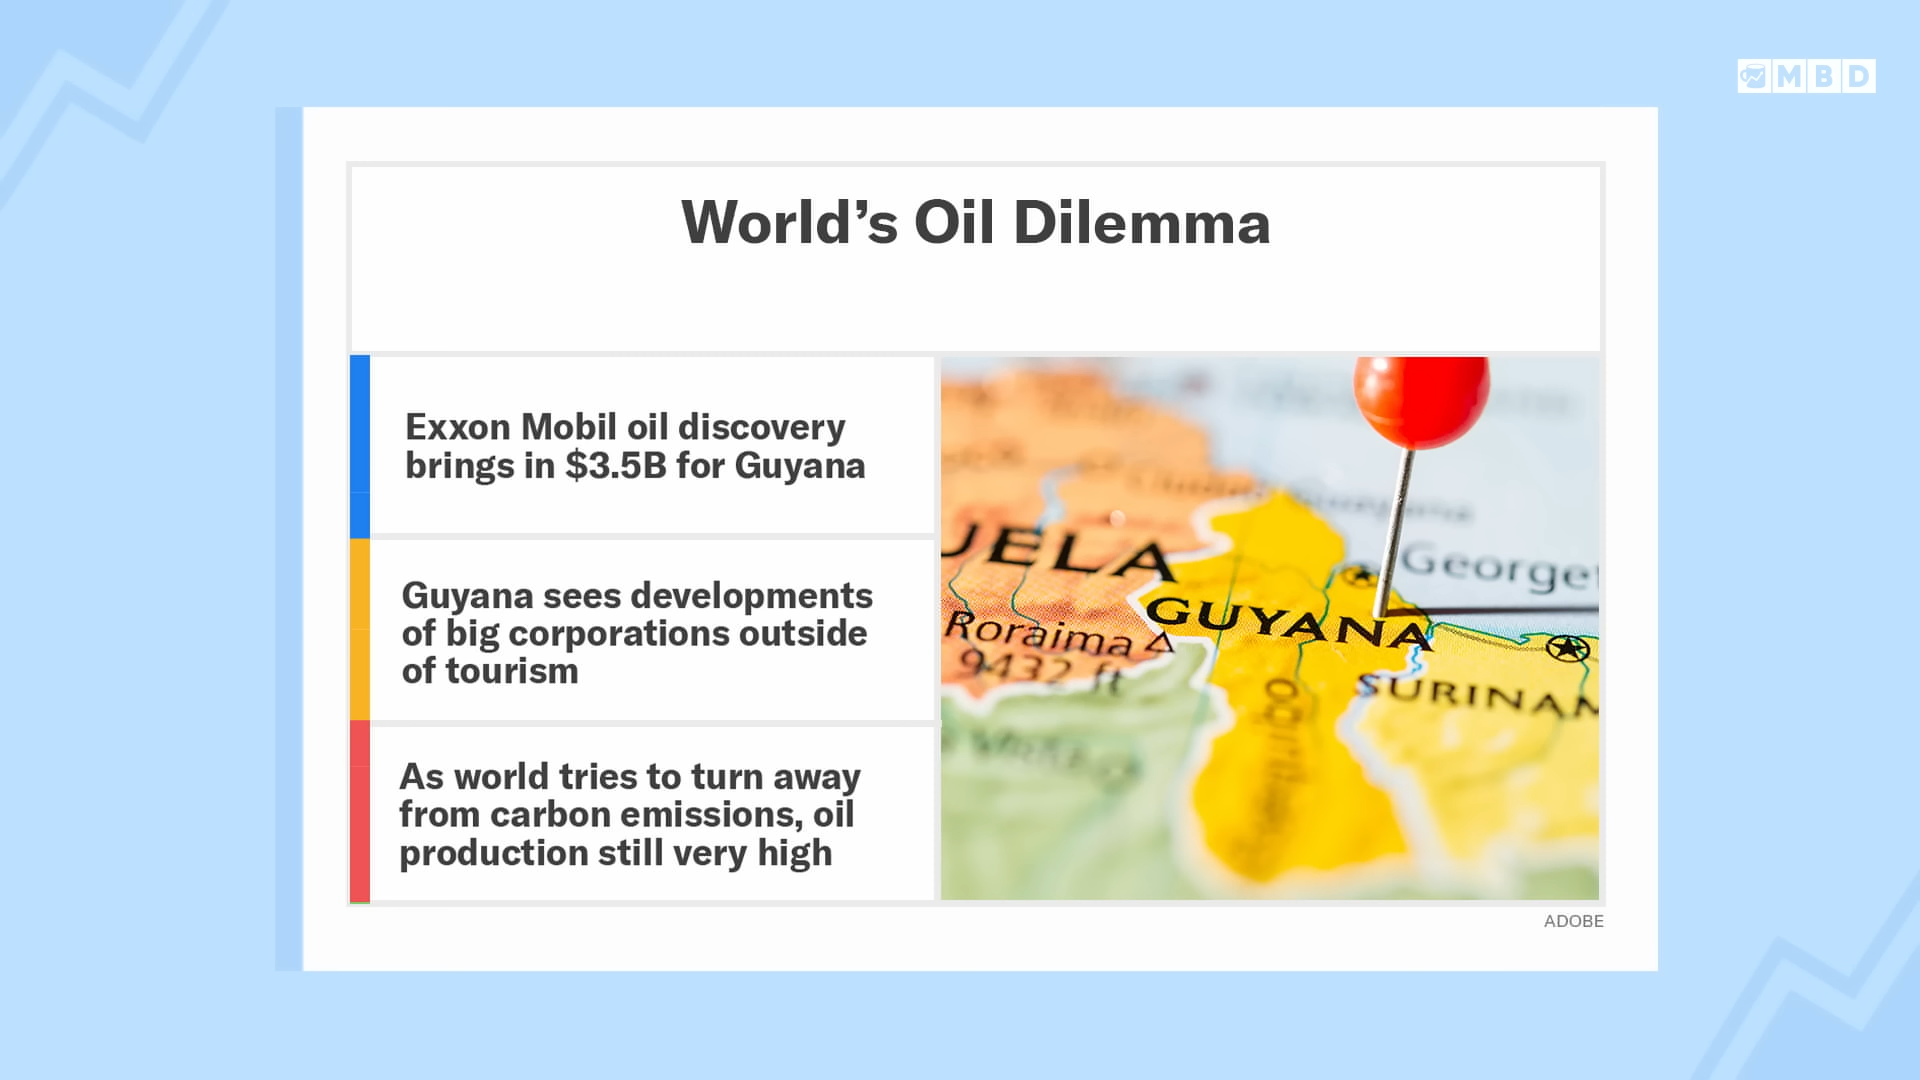 MBD
World’s Oil Dilemma
Exxon Mobil oil discovery
brings in $3.5B for Guyana
Guyana sees developments
of big corporations outside
of tourism
As world tries to turn away
from carbon emissions, oil
production still very high
UELA
George
GUYANA
Roraima
9432 ft
SURINAM
ADOBE